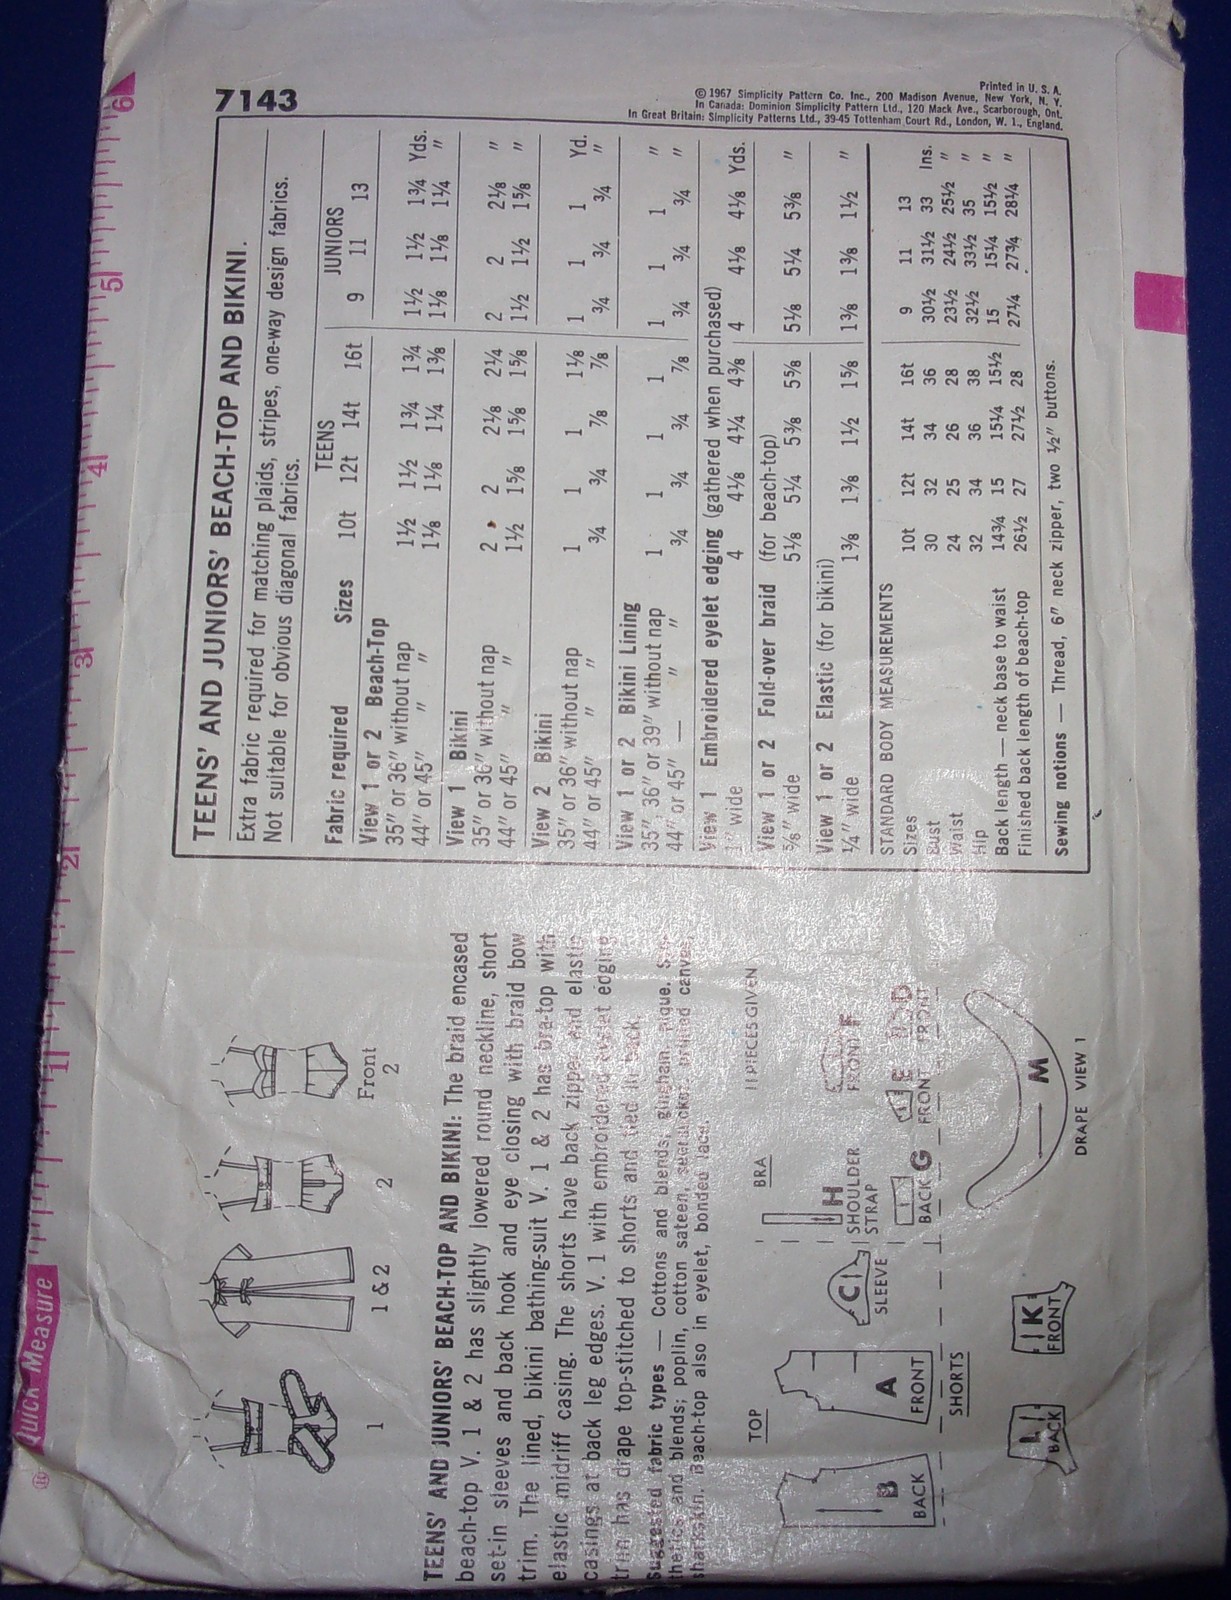 7143
© 1967 Simplicity Pattern Co. Inc., 200 Madison Avenue, New York, N. Y.
Printed in U. S. A.
In Canada: Dominion Simplicity Pattern Ltd., 120 Mack Ave., Scarborough, Ont.
In Great Britain: Simplicity Patterns Ltd., 39-45 Tottenham Court Rd., London, W. 1., England.
® Quick Measure
1 2 3 4 5 6
TEENS' AND JUNIORS' BEACH-TOP AND BIKINI.
Extra fabric required for matching plaids, stripes, one-way design fabrics.
Not suitable for obvious diagonal fabrics.
TEENS JUNIORS
Fabric required Sizes 10t 12t 14t 16t 9 11 13
View 1 or 2 Beach-Top
35" or 36" without nap 1½ 1½ 1¾ 1¾ 1½ 1½ 1¾ Yds.
44" or 45" " 1⅛ 1⅛ 1¼ 1⅜ 1⅛ 1⅛ 1¼ "
View 1 Bikini
35" or 36" without nap 2 2 2⅛ 2¼ 2 2 2⅛ "
44" or 45" " 1½ 1⅝ 1⅝ 1⅝ 1½ 1½ 1⅝ "
View 2 Bikini
35" or 36" without nap 1 1 1 1⅛ 1 1 1 Yd.
44" or 45" " ¾ ¾ ⅞ ⅞ ¾ ¾ ¾ "
View 1 or 2 Bikini Lining
35" 36" or 39" without nap 1 1 1 1 1 1 1 "
44" or 45" — " " ¾ ¾ ¾ ⅞ ¾ ¾ ¾ "
View 1 Embroidered eyelet edging (gathered when purchased)
1" wide 4 4⅛ 4¼ 4⅜ 4 4⅛ 4⅛ Yds.
View 1 or 2 Fold-over braid (for beach-top)
⅝" wide 5⅛ 5¼ 5⅜ 5⅝ 5⅛ 5¼ 5⅜ "
View 1 or 2 Elastic (for bikini)
¼" wide 1⅜ 1⅜ 1½ 1⅝ 1⅜ 1⅜ 1½ "
STANDARD BODY MEASUREMENTS
Sizes 10t 12t 14t 16t 9 11 13
Bust 30 32 34 36 30½ 31½ 33 Ins.
Waist 24 25 26 28 23½ 24½ 25½ "
Hip 32 34 36 38 32½ 33½ 35 "
Back length — neck base to waist 14¾ 15 15¼ 15½ 15 15¼ 15½ "
Finished back length of beach-top 26½ 27 27½ 28 27¼ 27¾ 28¼ "
Sewing notions — Thread, 6" neck zipper, two ½" buttons.
1
1 & 2
2
Front
2
TEENS' AND JUNIORS' BEACH-TOP AND BIKINI: The braid encased
beach-top V. 1 & 2 has slightly lowered round neckline, short
set-in sleeves and back hook and eye closing with braid bow
trim. The lined, bikini bathing-suit V. 1 & 2 has bra-top with
elastic midriff casing. The shorts have back zipper and elastic
casings at back leg edges. V. 1 with embroidered eyelet edging
trim has drape top-stitched to shorts and tied in back.
Suggested fabric types — Cottons and blends; gingham, pique. Syn-
thetics and blends; poplin, cotton sateen, seersucker, brushed canvas,
sharkskin. Beach-top also in eyelet, bonded lace.
11 PIECES GIVEN
TOP
BRA
B
BACK
A
FRONT
C
SLEEVE
H
SHOULDER
STRAP
F
FRONT
G
BACK
E
FRONT
D
FRONT
SHORTS
L
BACK
K
FRONT
M
DRAPE VIEW 1